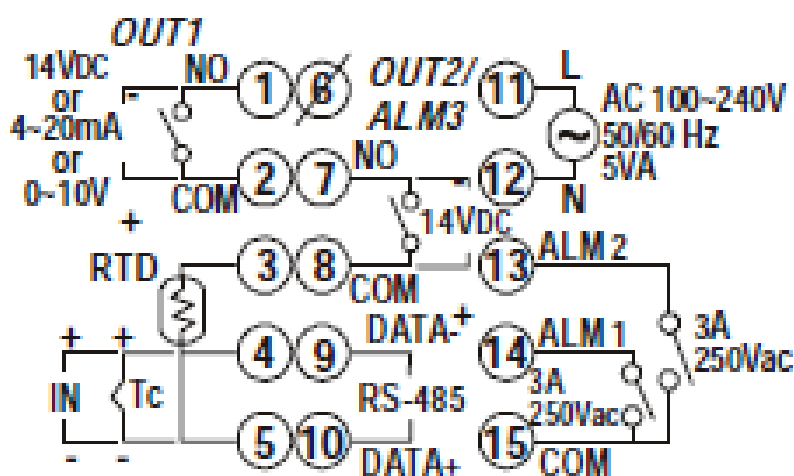 OUT1
14VDC
or
4~20mA
or
0~10V
- NO
COM
+
1 6
2 7
3 8
4 9
5 10
OUT2/
ALM3
NO
-
14VDC
COM
+
11 L
12 N
AC 100~240V
50/60 Hz
5VA
RTD
13 ALM 2
14 ALM 1
15 COM
3A
250Vac
3A
250Vac
+ +
IN Tc
- -
DATA-
RS-485
DATA+